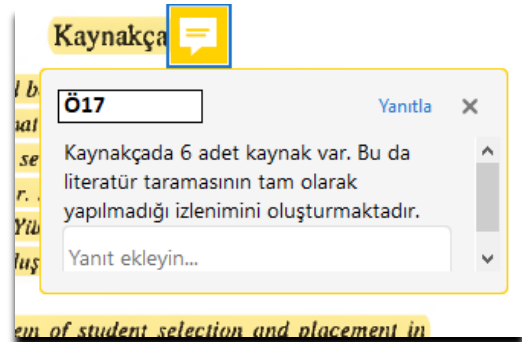 Kaynakça
Ö17
Yanıtla
Kaynakçada 6 adet kaynak var. Bu da
literatür taramasının tam olarak
yapılmadığı izlenimini oluşturmaktadır.
Yanıt ekleyin...
em of student selection and placement in